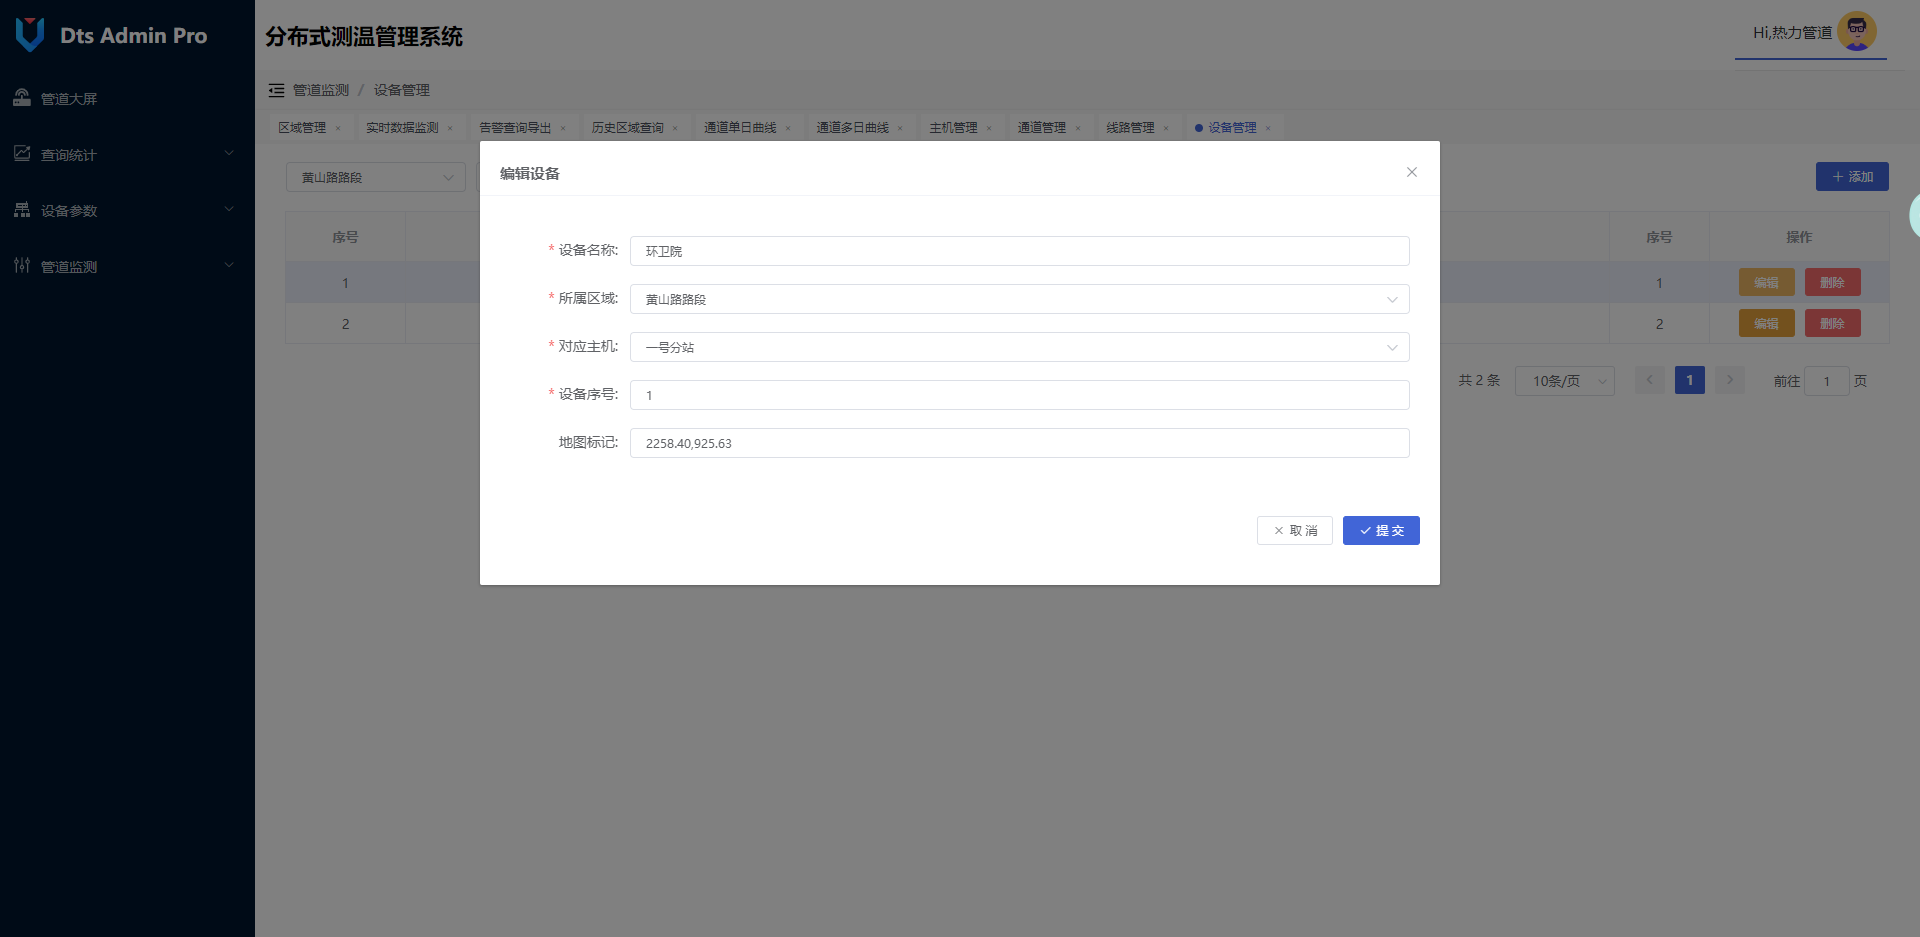 Dts Admin Pro
分布式测温管理系统
Hi,热力管道
管道大屏
查询统计
设备参数
管道监测
管道监测 / 设备管理
区域管理 × 实时数据监测 × 告警查询导出 × 历史区域查询 × 通道单日曲线 × 通道多日曲线 × 主机管理 × 通道管理 × 线路管理 × 设备管理 ×
黄山路路段
+ 添加
序号 序号 操作
1 1 编辑 删除
2 2 编辑 删除
共 2 条 10条/页 1 前往 1 页
编辑设备
* 设备名称: 环卫院
* 所属区域: 黄山路路段
* 对应主机: 一号分站
* 设备序号: 1
地图标记: 2258.40,925.63
取 消 提 交